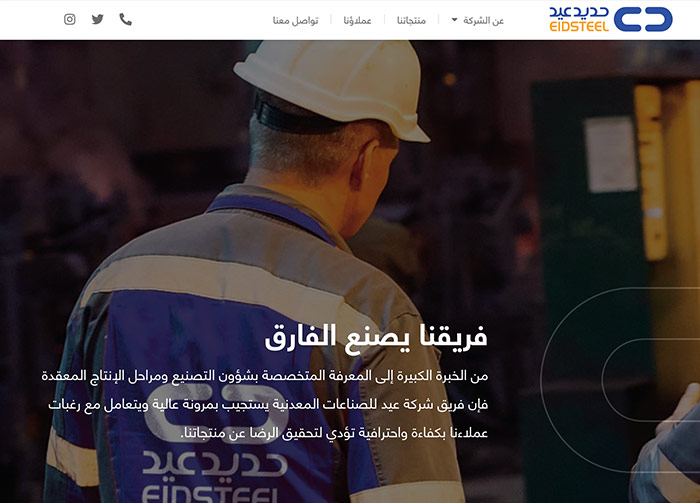 حديد عيد
EIDSTEEL
عن الشركة
منتجاتنا
عملاؤنا
تواصل معنا
فريقنا يصنع الفارق
من الخبرة الكبيرة إلى المعرفة المتخصصة بشؤون التصنيع ومراحل الإنتاج المعقدة
فإن فريق شركة عيد للصناعات المعدنية يستجيب بمرونة عالية ويتعامل مع رغبات
عملاءنا بكفاءة واحترافية تؤدي لتحقيق الرضا عن منتجاتنا.
حديد عيد
EIDSTEEL